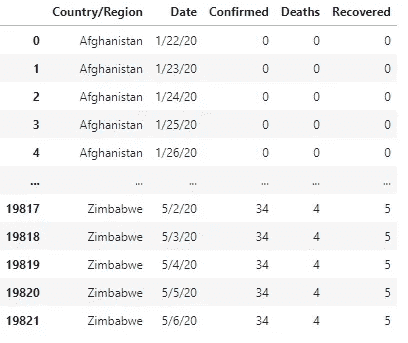 Country/Region Date Confirmed Deaths Recovered
0 Afghanistan 1/22/20 0 0 0
1 Afghanistan 1/23/20 0 0 0
2 Afghanistan 1/24/20 0 0 0
3 Afghanistan 1/25/20 0 0 0
4 Afghanistan 1/26/20 0 0 0
... ... ... ... ... ...
19817 Zimbabwe 5/2/20 34 4 5
19818 Zimbabwe 5/3/20 34 4 5
19819 Zimbabwe 5/4/20 34 4 5
19820 Zimbabwe 5/5/20 34 4 5
19821 Zimbabwe 5/6/20 34 4 5